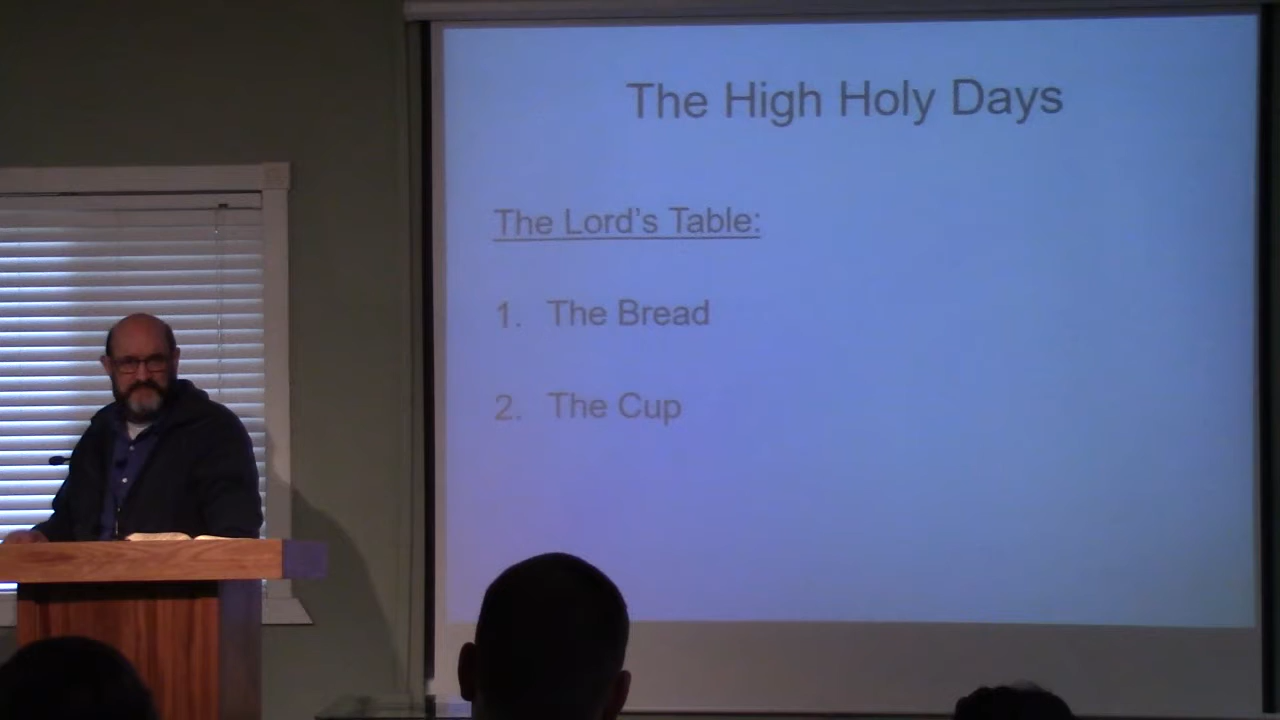 The High Holy Days
The Lord's Table:
1. The Bread
2. The Cup